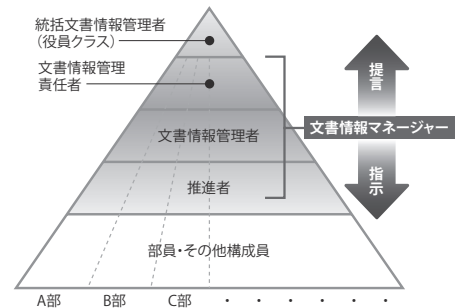 統括文書情報管理者
（役員クラス）
文書情報管理
責任者
文書情報管理者
推進者
部員・その他構成員
提言
文書情報マネージャー
指示
A部 B部 C部 ・ ・ ・ ・ ・ ・